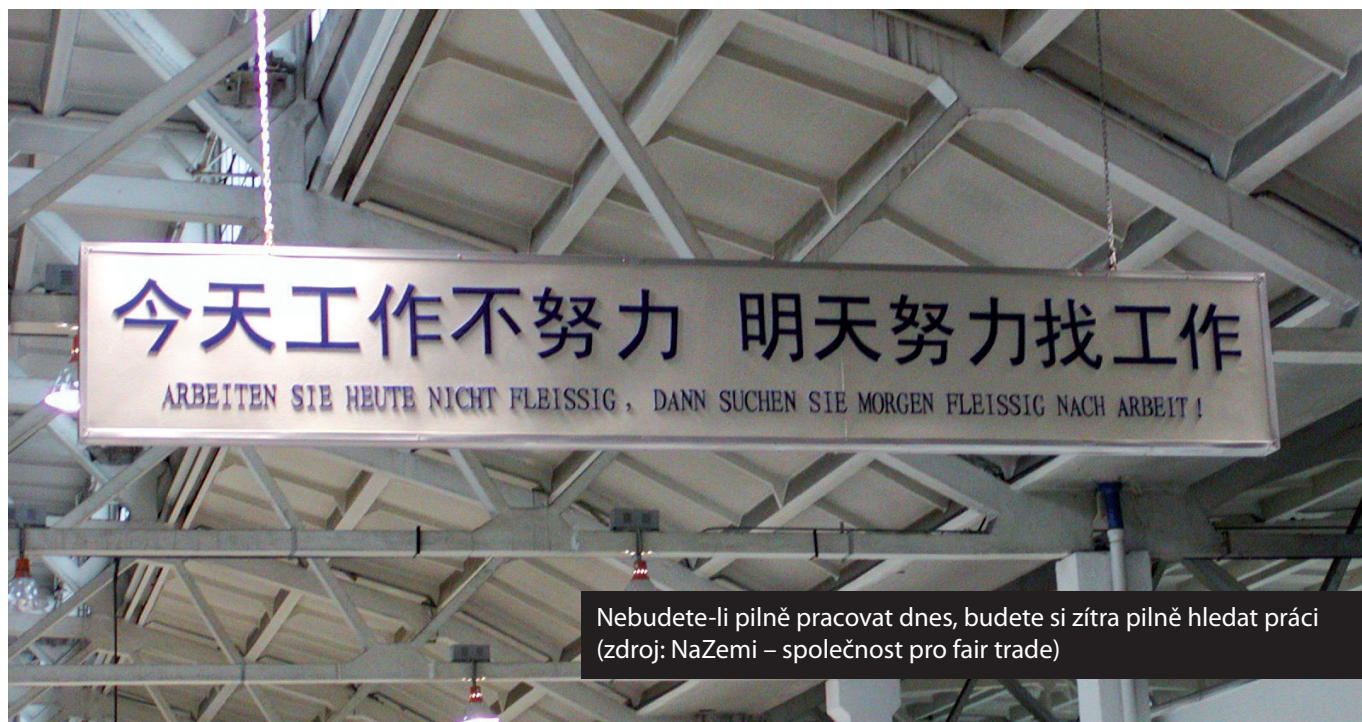 今天工作不努力 明天努力找工作
ARBEITEN SIE HEUTE NICHT FLEISSIG, DANN SUCHEN SIE MORGEN FLEISSIG NACH ARBEIT!
Nebudete-li pilně pracovat dnes, budete si zítra pilně hledat práci
(zdroj: NaZemi – společnost pro fair trade)